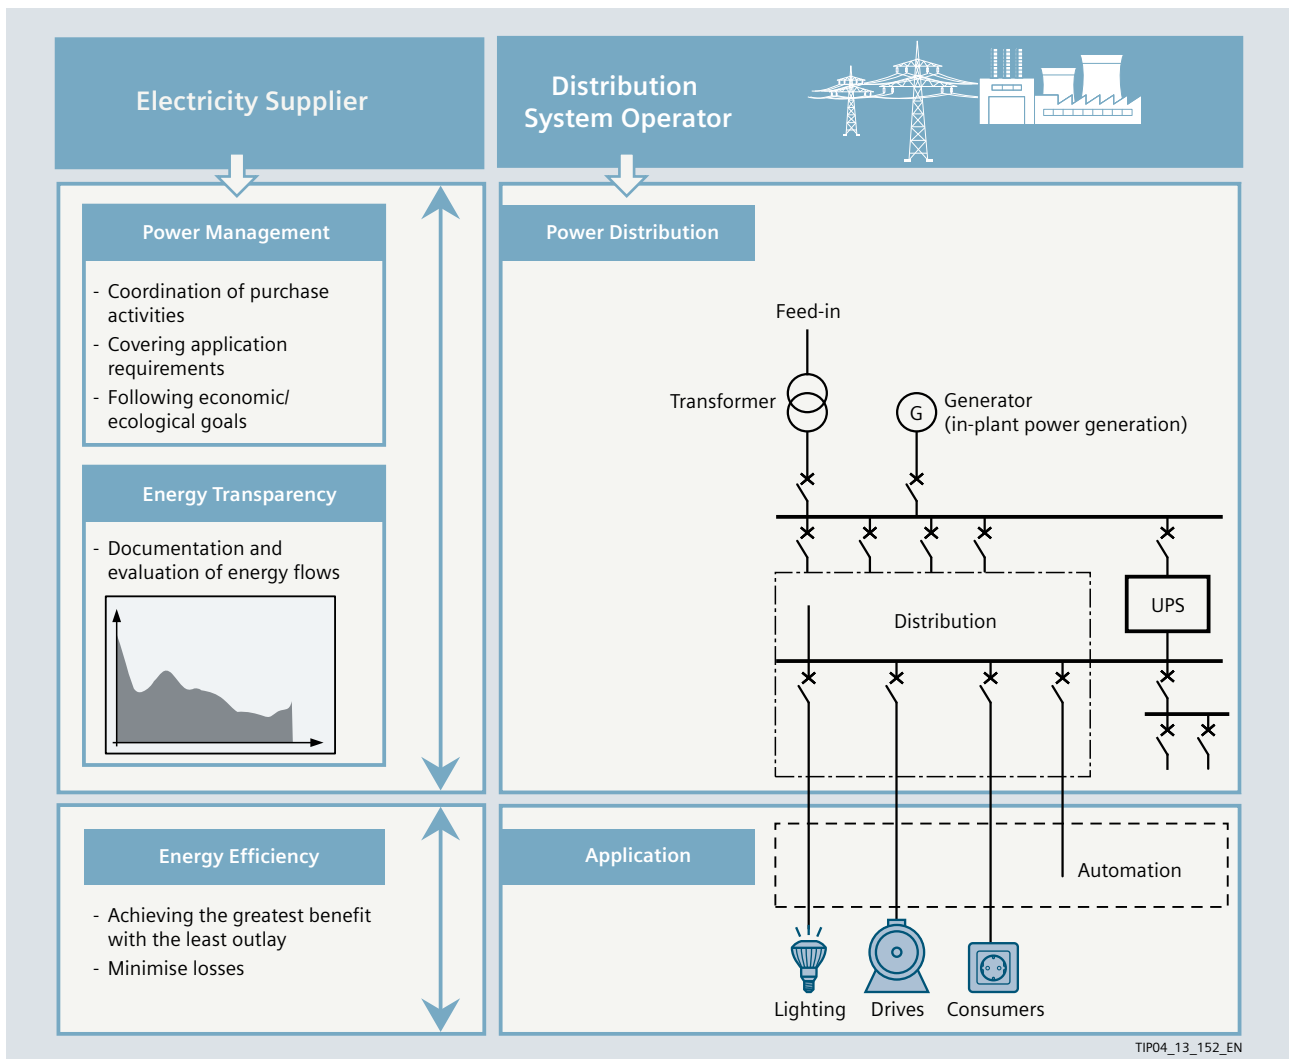 Electricity Supplier
Distribution
System Operator
Power Management
- Coordination of purchase
activities
- Covering application
requirements
- Following economic/
ecological goals
Energy Transparency
- Documentation and
evaluation of energy flows
Power Distribution
Feed-in
Transformer
G
Generator
(in-plant power generation)
Distribution
UPS
Energy Efficiency
- Achieving the greatest benefit
with the least outlay
- Minimise losses
Application
Automation
Lighting
Drives
Consumers
TIP04_13_152_EN